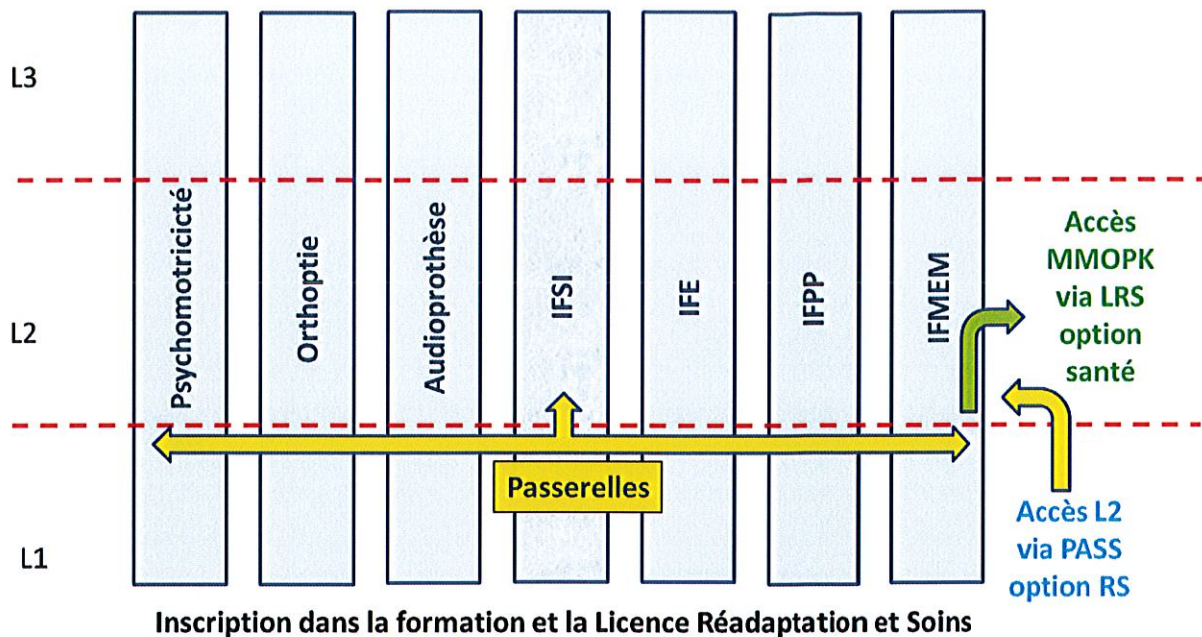 L3
L2
L1
Psychomotricicté
Orthoptie
Audioprothèse
IFSI
IFE
IFPP
IFMEM
Accès
MMOPK
via LRS
option
santé
Passerelles
Accès L2
via PASS
option RS
Inscription dans la formation et la Licence Réadaptation et Soins